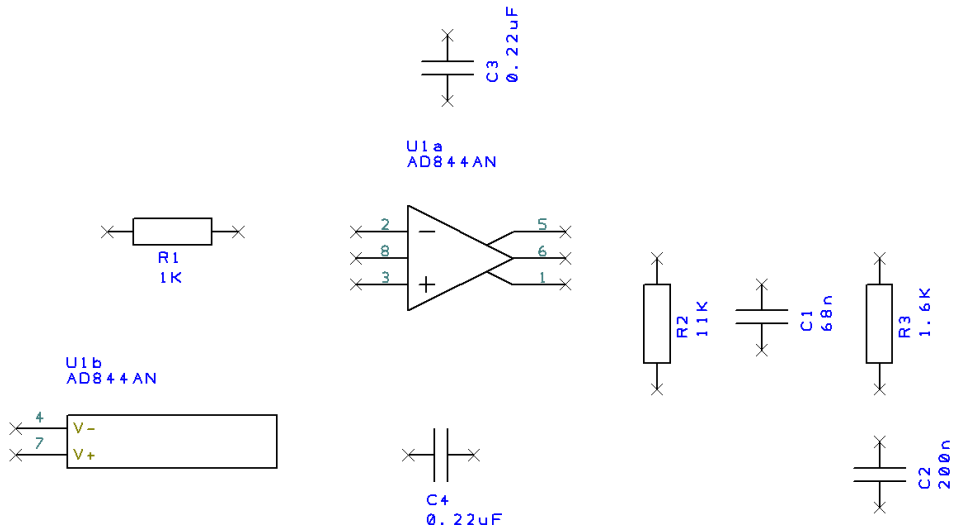 C3
0.22uF
U1a
AD844AN
2
8
3
5
6
1
R1
1K
R2
11K
C1
68n
R3
1.6K
U1b
AD844AN
4
7
V-
V+
C4
0.22uF
C2
200n